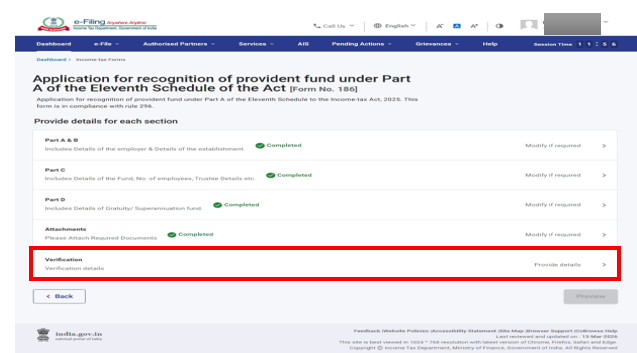 e-Filing Anywhere Anytime
Income Tax Department, Government of India
Call Us
English
A-
A
A+
Dashboard
e-File
Authorised Partners
Services
AIS
Pending Actions
Grievances
Help
Session Time 1 1 : 5 6
Dashboard > Income-tax Forms
Application for recognition of provident fund under Part
A of the Eleventh Schedule of the Act [Form No. 186]
Application for recognition of provident fund under Part A of the Eleventh Schedule to the Income-tax Act, 2025. This
form is in compliance with rule 296.
Provide details for each section
Part A & B
Includes Details of the employer & Details of the establishment.
Completed
Modify if required
Part C
Includes Details of the Fund, No. of employees, Trustee Details etc.
Completed
Modify if required
Part D
Includes Details of Gratuity/ Superannuation fund.
Completed
Modify if required
Attachments
Please Attach Required Documents
Completed
Modify if required
Verification
Verification details
Provide details
< Back
Preview
india.gov.in
national portal of India
Feedback |Website Policies |Accessibility Statement |Site Map |Browser Support |CoBrowse Help
Last reviewed and updated on : 13-Mar-2026
This site is best viewed in 1024 * 768 resolution with latest version of Chrome, Firefox, Safari and Edge.
Copyright © Income Tax Department, Ministry of Finance, Government of India. All Rights Reserved